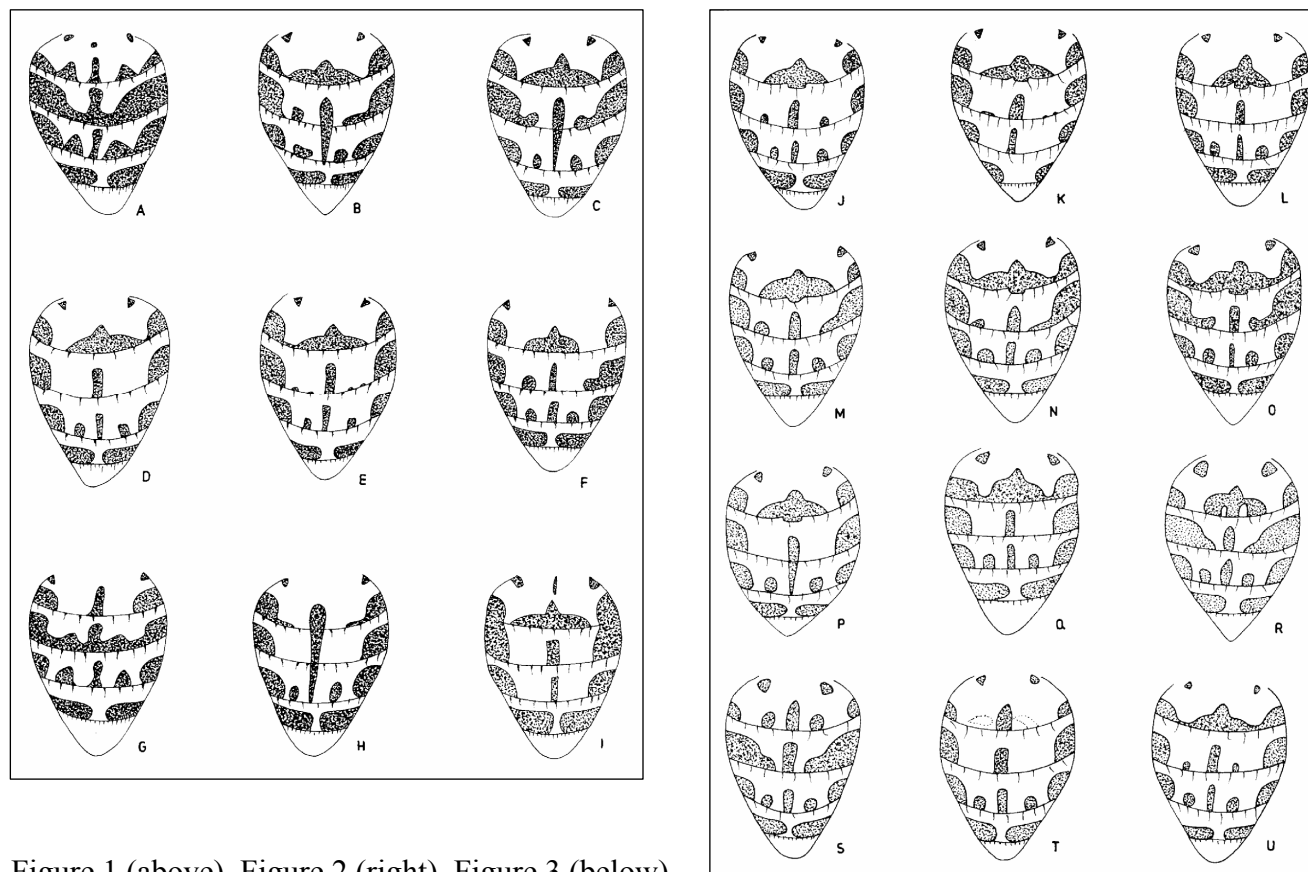 A B C
D E F
G H I
J K L
M N O
P Q R
S T U
Figure 1 (above) Figure 2 (right) Figure 3 (below)